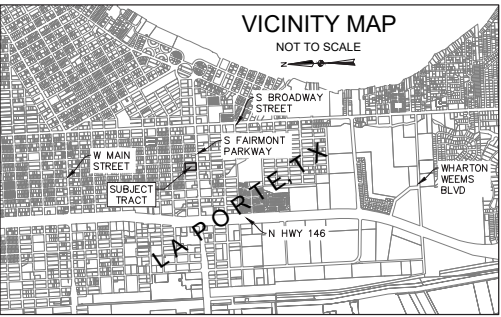 VICINITY MAP
NOT TO SCALE
N
S BROADWAY
STREET
S FAIRMONT
PARKWAY
W MAIN
STREET
SUBJECT
TRACT
LA PORTE, TX
WHARTON
WEEMS
BLVD
N HWY 146